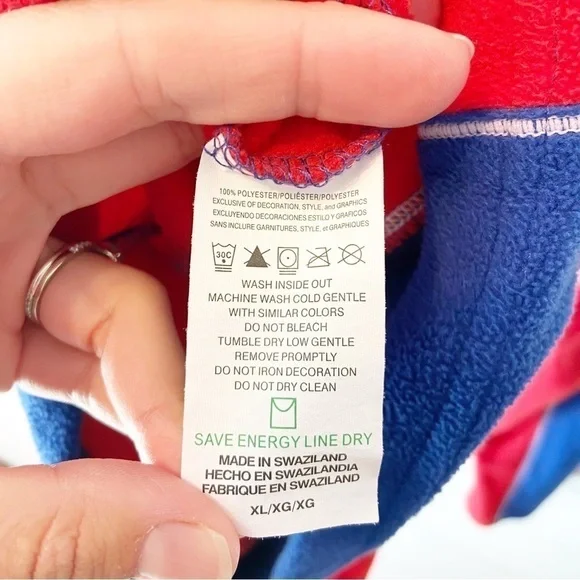 100% POLYESTER/POLIÉSTER/POLYESTER
EXCLUSIVE OF DECORATION, STYLE, and GRAPHICS
EXCLUYENDO DECORACIONES ESTILO Y GRAFICOS
SANS INCLURE GARNITURES, STYLE, et GRAPHIQUES
30C
WASH INSIDE OUT
MACHINE WASH COLD GENTLE
WITH SIMILAR COLORS
DO NOT BLEACH
TUMBLE DRY LOW GENTLE
REMOVE PROMPTLY
DO NOT IRON DECORATION
DO NOT DRY CLEAN
SAVE ENERGY LINE DRY
MADE IN SWAZILAND
HECHO EN SWAZILANDIA
FABRIQUE EN SWAZILAND
XL/XG/XG